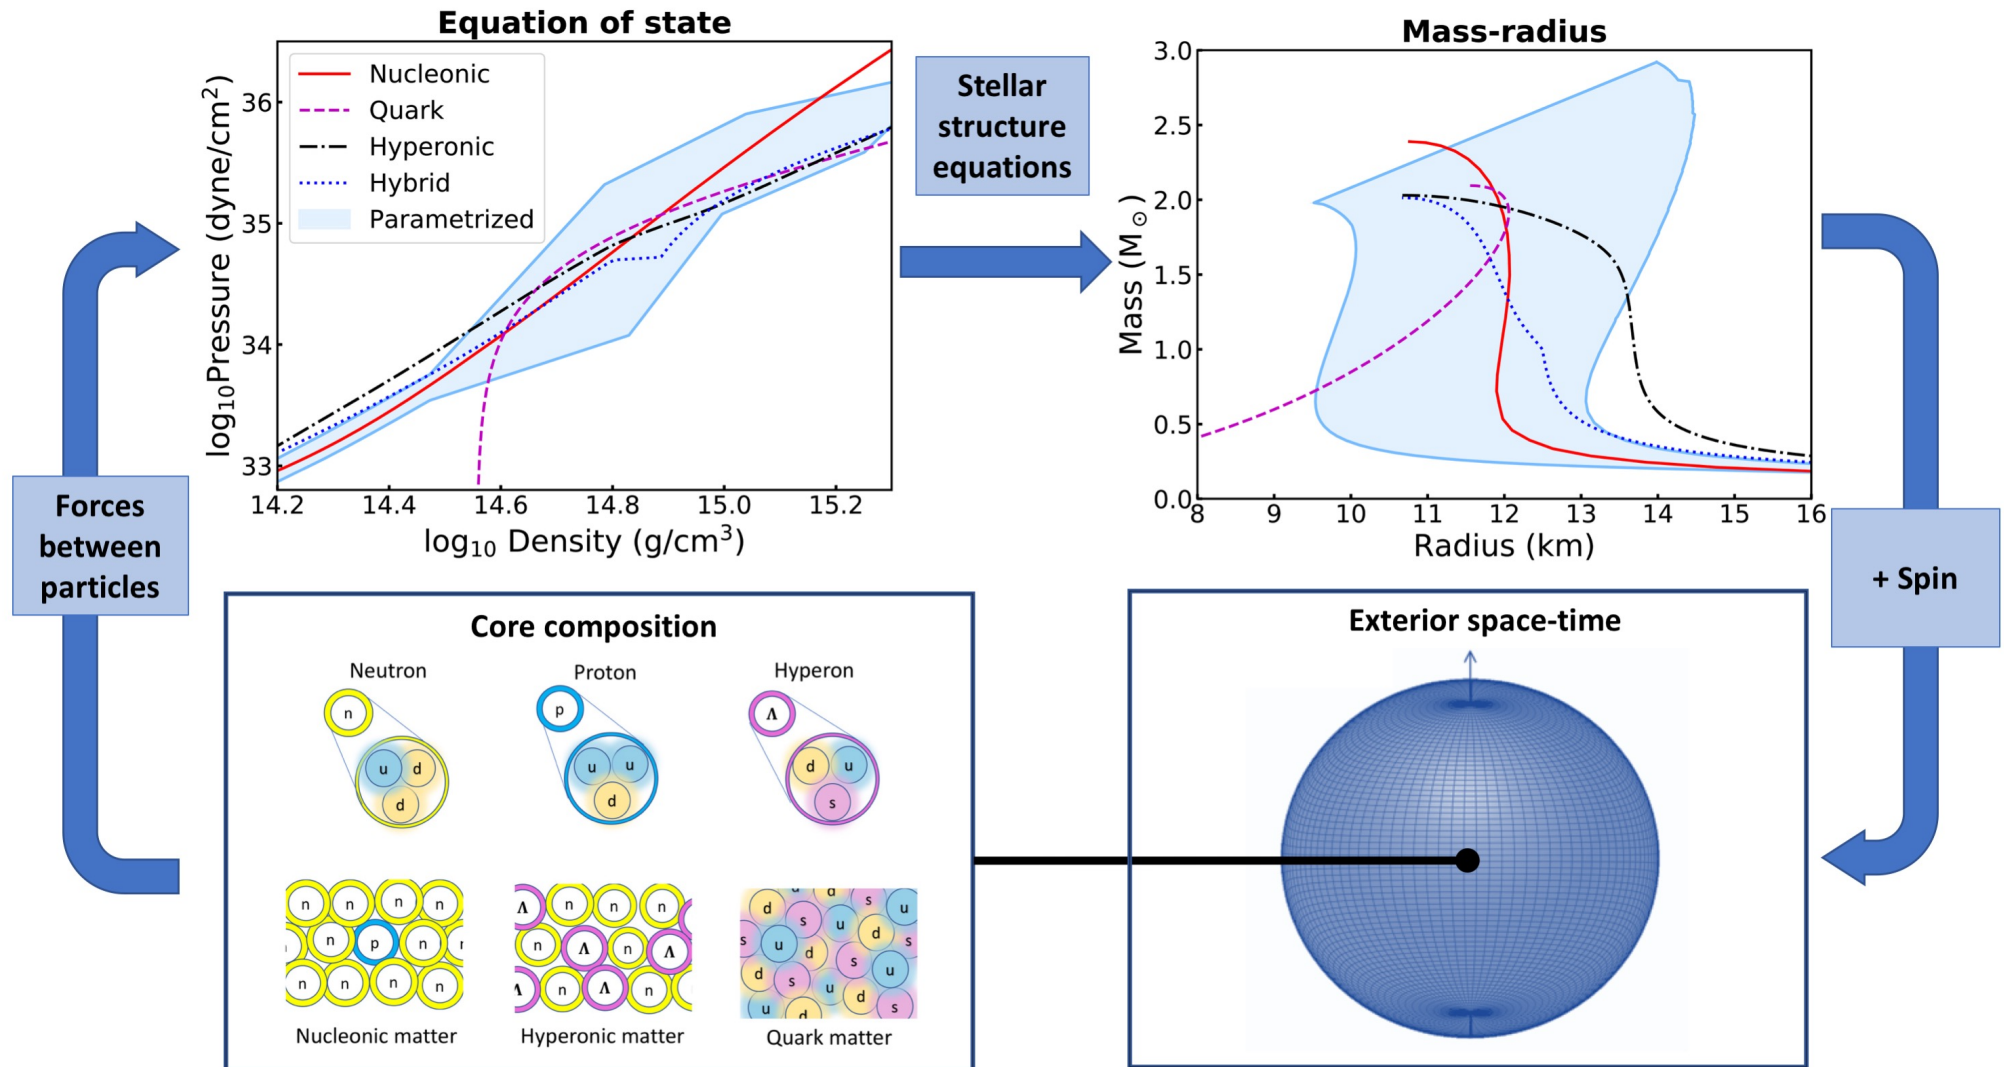 Equation of state
Nucleonic
Quark
Hyperonic
Hybrid
Parametrized
log₁₀Pressure (dyne/cm²)
36
35
34
33
14.2 14.4 14.6 14.8 15.0 15.2
log₁₀ Density (g/cm³)
Stellar
structure
equations
Mass-radius
Mass (M☉)
3.0
2.5
2.0
1.5
1.0
0.5
0.0
8 9 10 11 12 13 14 15 16
Radius (km)
Forces
between
particles
+ Spin
Core composition
Neutron Proton Hyperon
n p Λ
u d u u d u
d d s
n n n n Λ n n n d u s d s u
n p n n Λ n Λ s u d s u d s
n n n n Λ n Λ n d s u d s u
u d
Nucleonic matter Hyperonic matter Quark matter
Exterior space-time